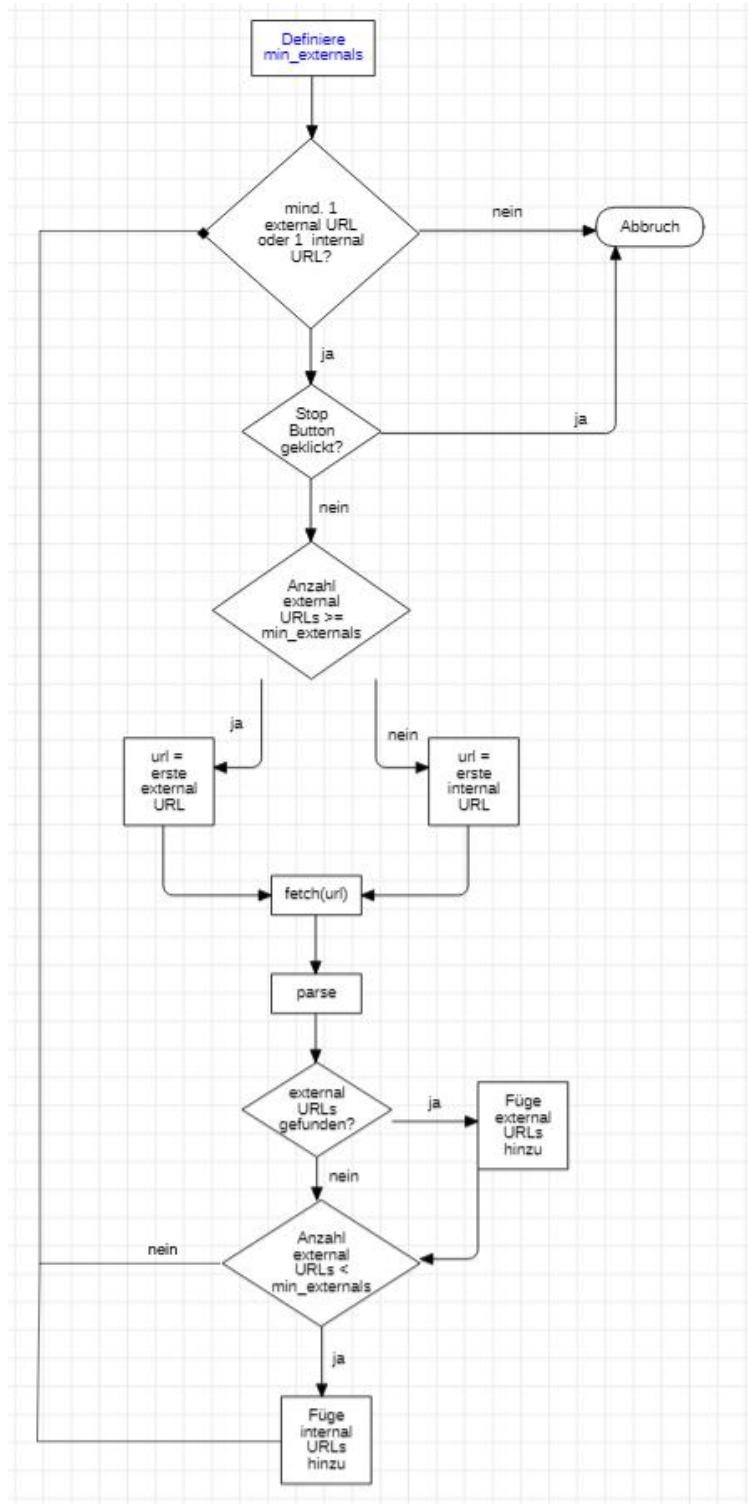 Definiere
min_externals
mind. 1
external URL
oder 1 internal
URL?
nein
Abbruch
ja
Stop
Button
geklickt?
ja
nein
Anzahl
external
URLs >=
min_externals
ja
nein
url =
erste
external
URL
url =
erste
internal
URL
fetch(url)
parse
external
URLs
gefunden?
ja
Füge
external
URLs
hinzu
nein
Anzahl
external
URLs <
min_externals
nein
ja
Füge
internal
URLs
hinzu